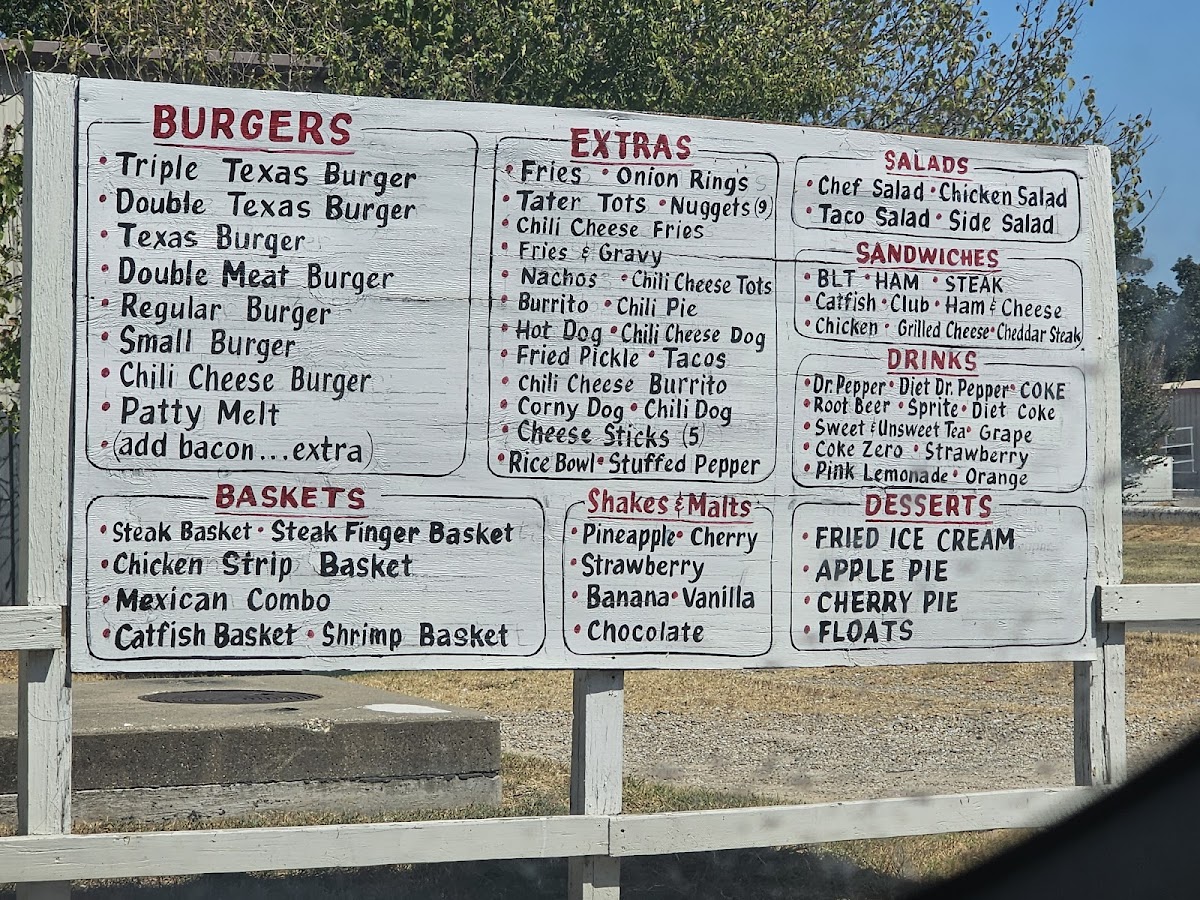 BURGERS
• Triple Texas Burger
• Double Texas Burger
• Texas Burger
• Double Meat Burger
• Regular Burger
• Small Burger
• Chili Cheese Burger
• Patty Melt
• (add bacon...extra)
BASKETS
• Steak Basket • Steak Finger Basket
• Chicken Strip Basket
• Mexican Combo
• Catfish Basket • Shrimp Basket
EXTRAS
• Fries • Onion Ring's
• Tater Tots • Nuggets (9)
• Chili Cheese Fries
• Fries & Gravy
• Nachos • Chili Cheese Tots
• Burrito • Chili Pie
• Hot Dog • Chili Cheese Dog
• Fried Pickle • Tacos
• Chili Cheese Burrito
• Corny Dog • Chili Dog
• Cheese Sticks (5)
• Rice Bowl • Stuffed Pepper
Shakes & Malts
• Pineapple • Cherry
• Strawberry
• Banana • Vanilla
• Chocolate
SALADS
• Chef Salad • Chicken Salad
• Taco Salad • Side Salad
SANDWICHES
• BLT • HAM • STEAK
• Catfish • Club • Ham & Cheese
• Chicken • Grilled Cheese • Cheddar Steak
DRINKS
• Dr. Pepper • Diet Dr. Pepper • COKE
• Root Beer • Sprite • Diet Coke
• Sweet & Unsweet Tea • Grape
• Coke Zero • Strawberry
• Pink Lemonade • Orange
DESSERTS
• FRIED ICE CREAM
• APPLE PIE
• CHERRY PIE
• FLOATS